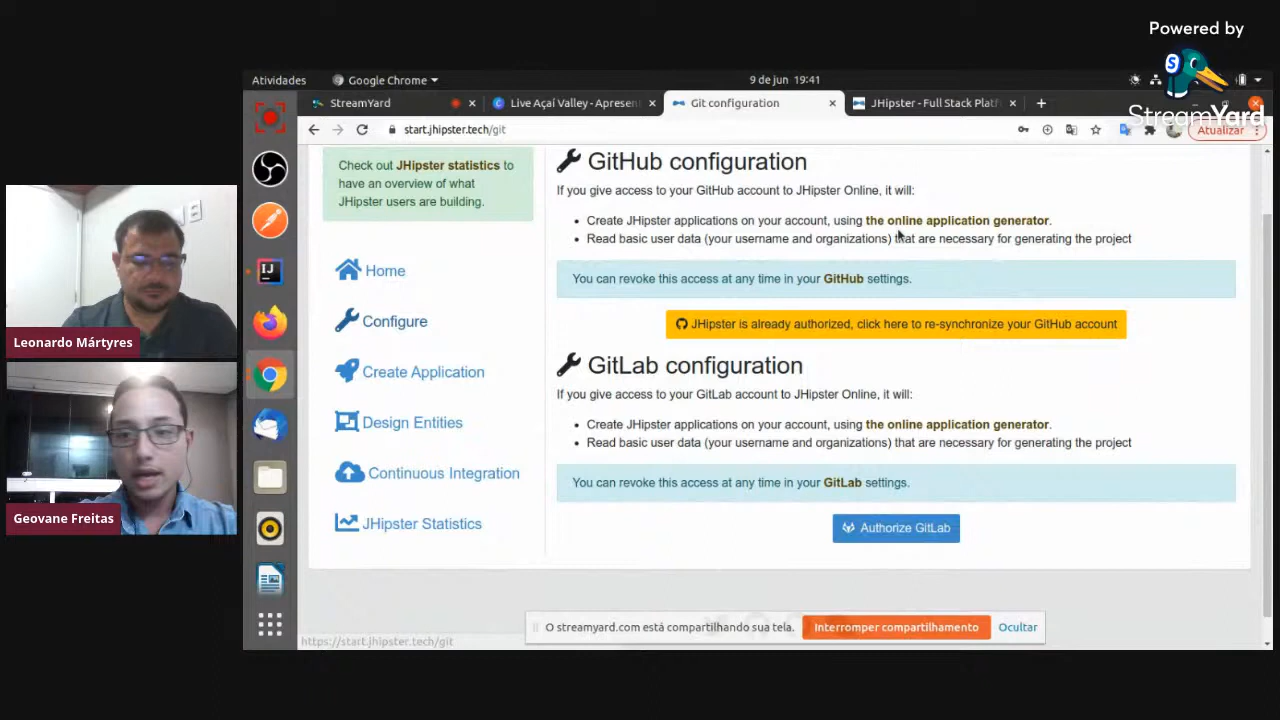 Powered by
StreamYard
Atividades
Google Chrome
9 de jun 19:41
StreamYard
Live Açaí Valley - Apresen
Git configuration
JHipster - Full Stack Platf
start.jhipster.tech/git
Atualizar
Check out JHipster statistics to
have an overview of what
JHipster users are building.
Home
Configure
Create Application
Design Entities
Continuous Integration
JHipster Statistics
GitHub configuration
If you give access to your GitHub account to JHipster Online, it will:
Create JHipster applications on your account, using the online application generator.
Read basic user data (your username and organizations) that are necessary for generating the project
You can revoke this access at any time in your GitHub settings.
JHipster is already authorized, click here to re-synchronize your GitHub account
GitLab configuration
If you give access to your GitLab account to JHipster Online, it will:
Create JHipster applications on your account, using the online application generator.
Read basic user data (your username and organizations) that are necessary for generating the project
You can revoke this access at any time in your GitLab settings.
Authorize GitLab
O streamyard.com está compartilhando sua tela.
Interromper compartilhamento
Ocultar
https://start.jhipster.tech/git
Leonardo Mártyres
Geovane Freitas